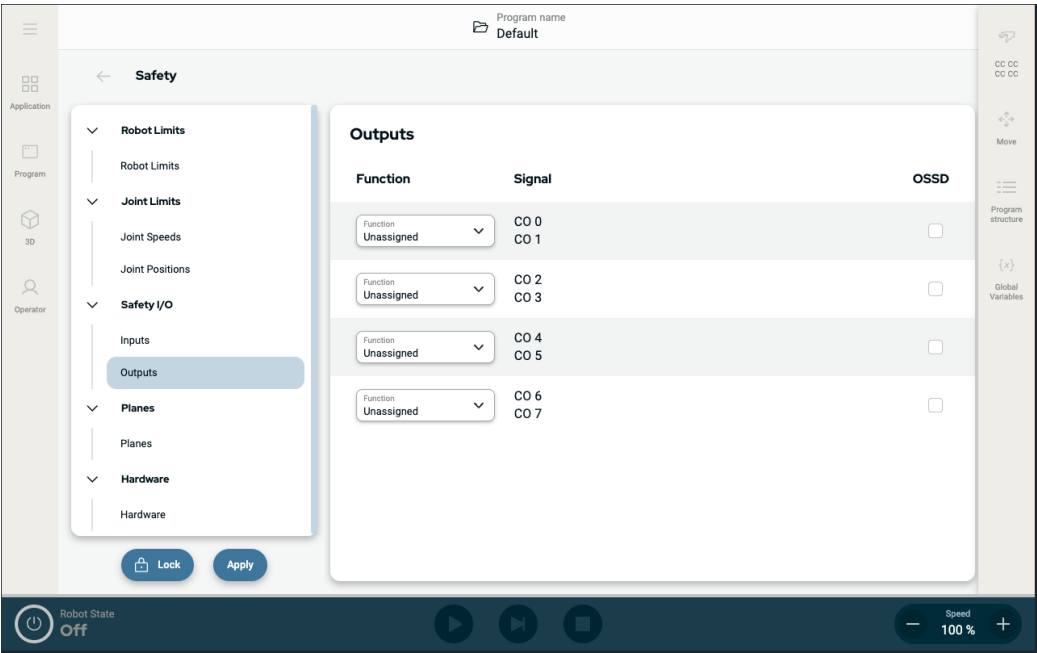 Program name
Default
Application
Program
3D
Operator
Safety
Robot Limits
Robot Limits
Joint Limits
Joint Speeds
Joint Positions
Safety I/O
Inputs
Outputs
Planes
Planes
Hardware
Hardware
Lock
Apply
Outputs
Function
Signal
OSSD
Function
Unassigned
CO 0
CO 1
Function
Unassigned
CO 2
CO 3
Function
Unassigned
CO 4
CO 5
Function
Unassigned
CO 6
CO 7
CC CC
CC CC
Move
Program
structure
{x}
Global
Variables
Robot State
Off
Speed
100 %